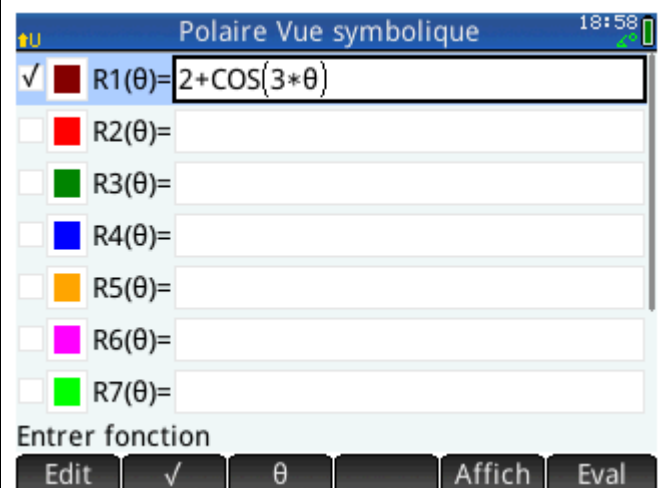 ↑U Polaire Vue symbolique 18:58 ∠°
√ R1(θ)= 2+COS(3*θ)
R2(θ)=
R3(θ)=
R4(θ)=
R5(θ)=
R6(θ)=
R7(θ)=
Entrer fonction
Edit √ θ Affich Eval